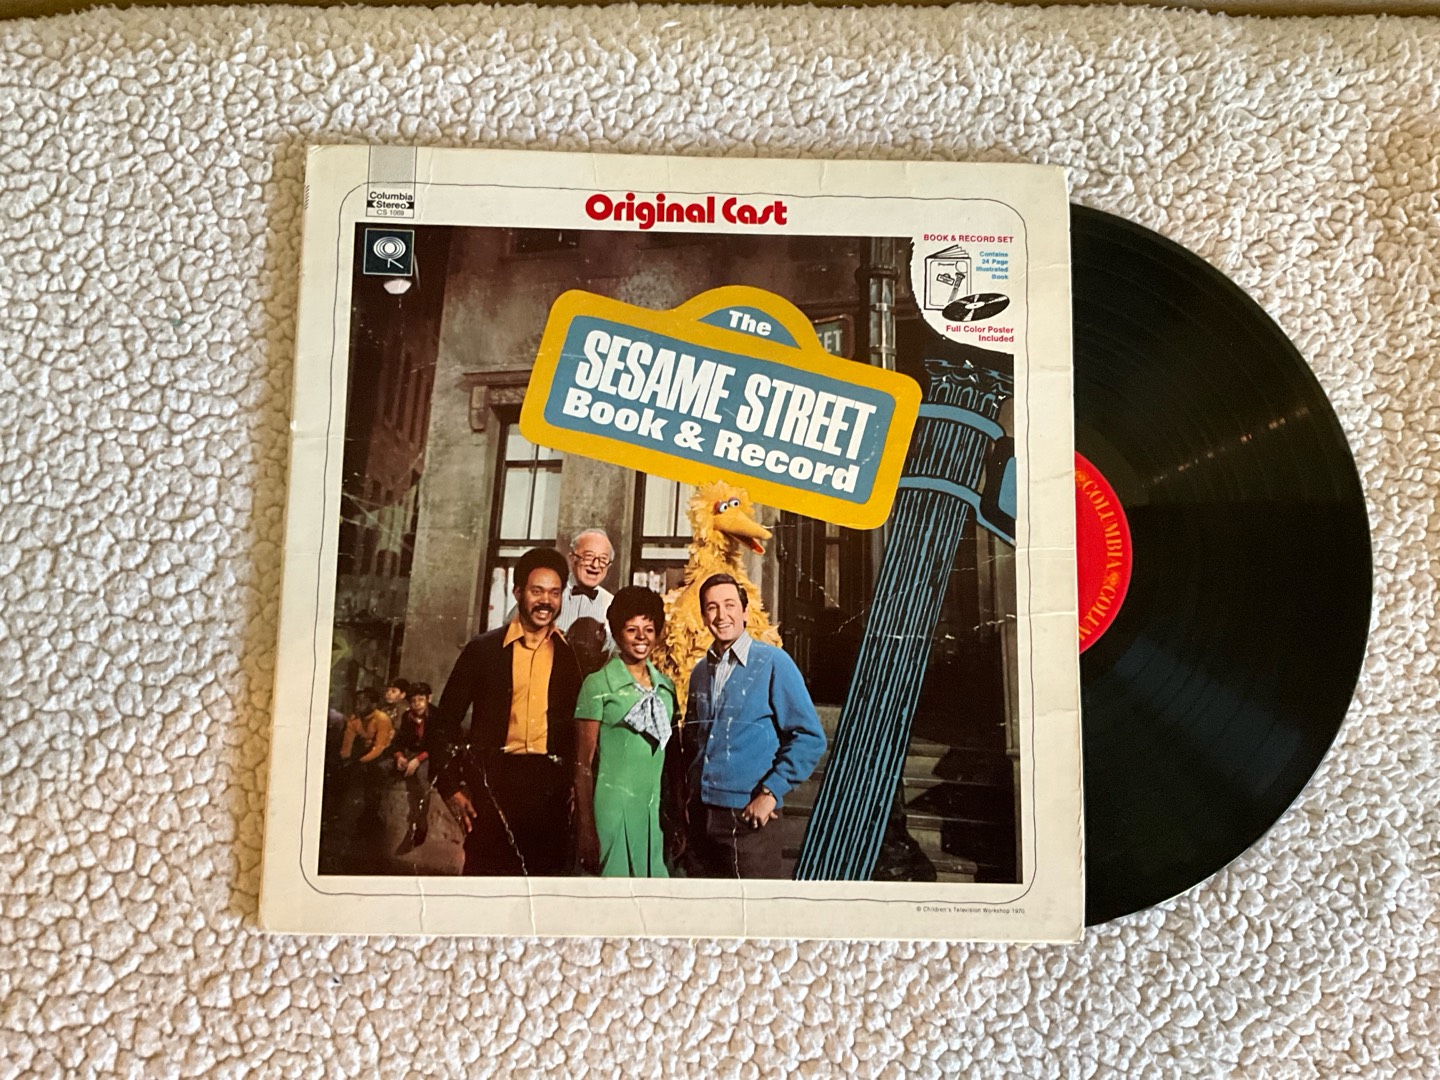 Columbia
Stereo
CS 1069
Original Cast
BOOK & RECORD SET
Contains
24 Page
Illustrated
Book
Full Color Poster
Included
The
SESAME STREET
Book & Record
EET
COLUMBIA
© Children's Television Workshop 1970